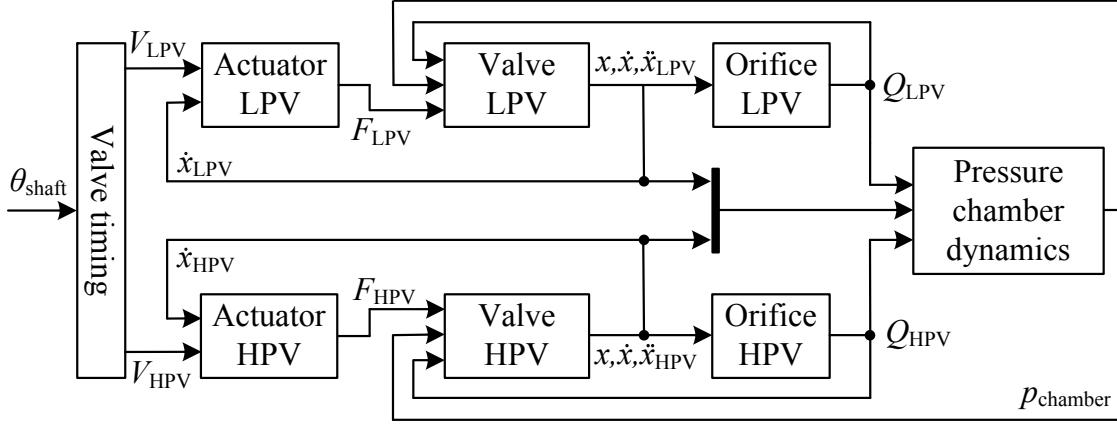 V_LPV
Actuator
LPV
F_LPV
Valve
LPV
x,ẋ,ẍ_LPV
Orifice
LPV
Q_LPV
ẋ_LPV
θ_shaft
Valve timing
Pressure
chamber
dynamics
ẋ_HPV
F_HPV
Actuator
HPV
V_HPV
Valve
HPV
x,ẋ,ẍ_HPV
Orifice
HPV
Q_HPV
p_chamber